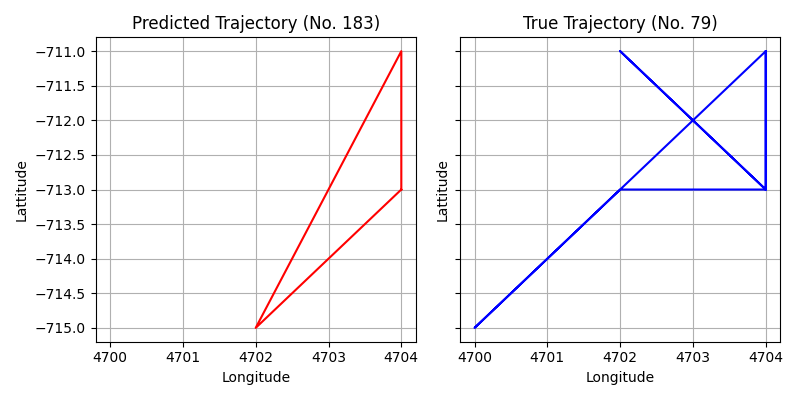 Predicted Trajectory (No. 183)
Lattitude
−711.0
−711.5
−712.0
−712.5
−713.0
−713.5
−714.0
−714.5
−715.0
4700 4701 4702 4703 4704
Longitude
True Trajectory (No. 79)
Lattitude
4700 4701 4702 4703 4704
Longitude